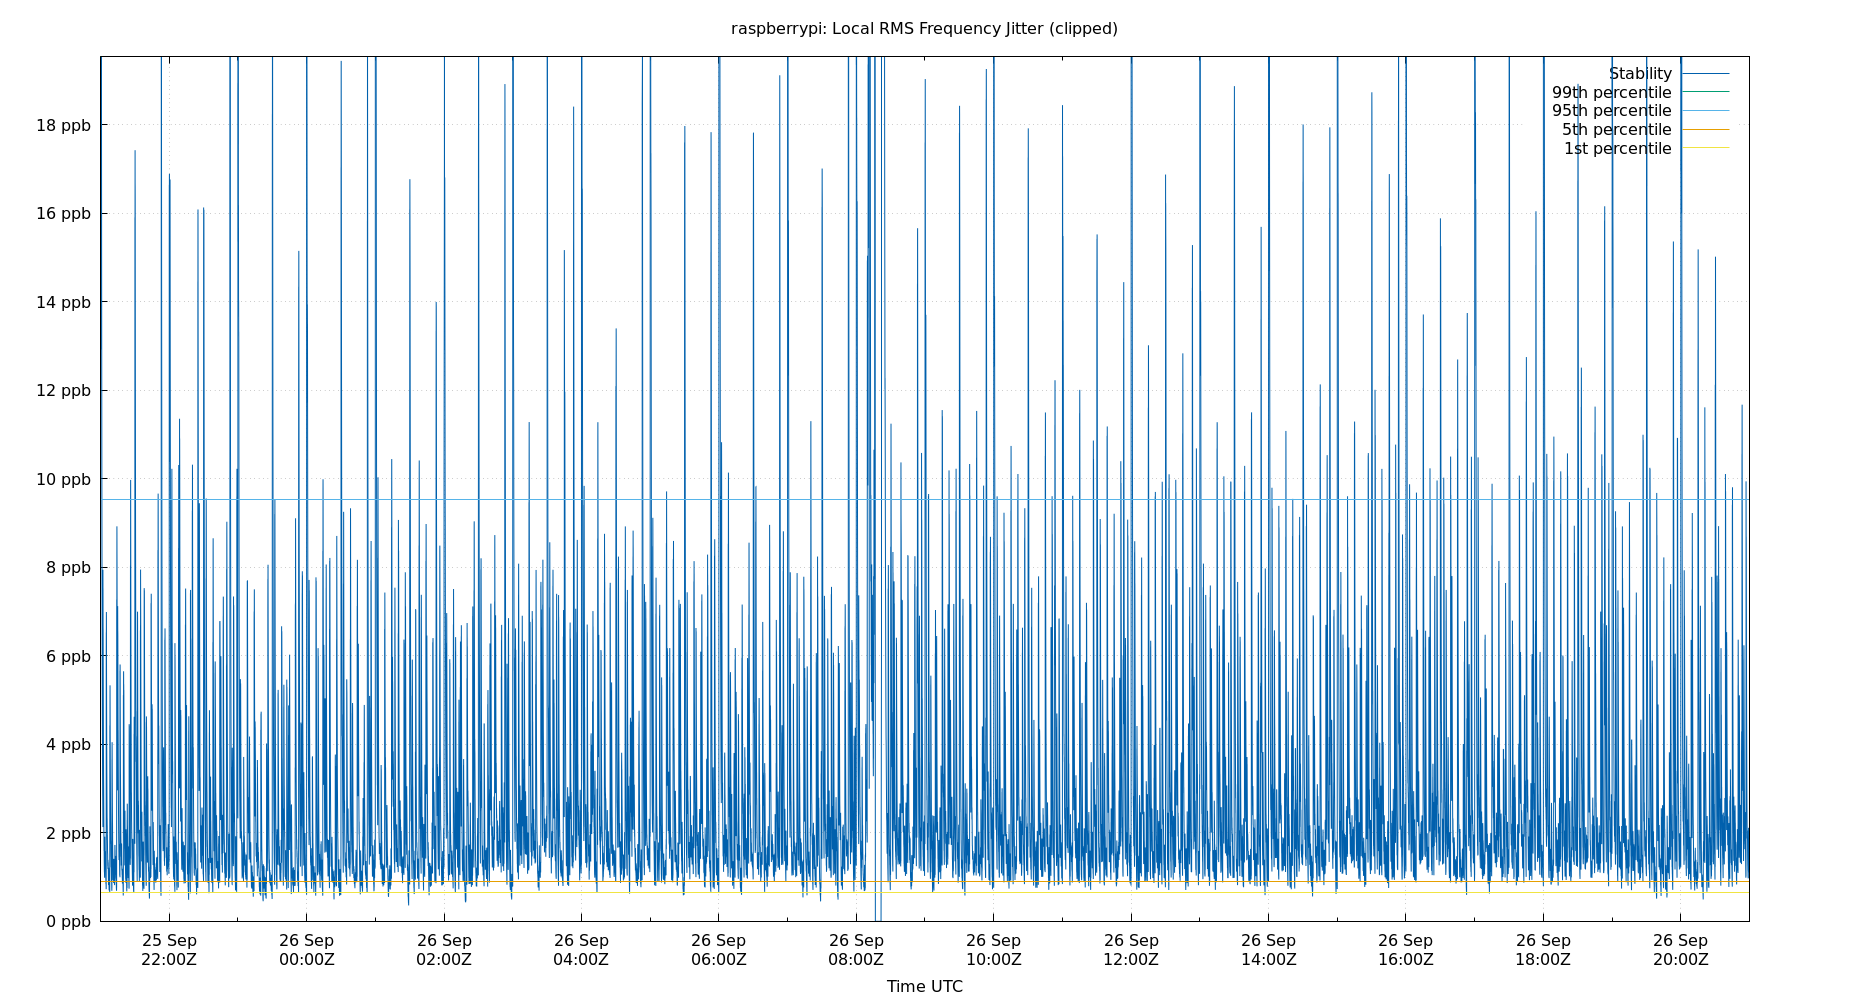 raspberrypi: Local RMS Frequency Jitter (clipped)
Stability
99th percentile
95th percentile
5th percentile
1st percentile
18 ppb
16 ppb
14 ppb
12 ppb
10 ppb
8 ppb
6 ppb
4 ppb
2 ppb
0 ppb
25 Sep 26 Sep 26 Sep 26 Sep 26 Sep 26 Sep 26 Sep 26 Sep 26 Sep 26 Sep 26 Sep 26 Sep
22:00Z 00:00Z 02:00Z 04:00Z 06:00Z 08:00Z 10:00Z 12:00Z 14:00Z 16:00Z 18:00Z 20:00Z
Time UTC